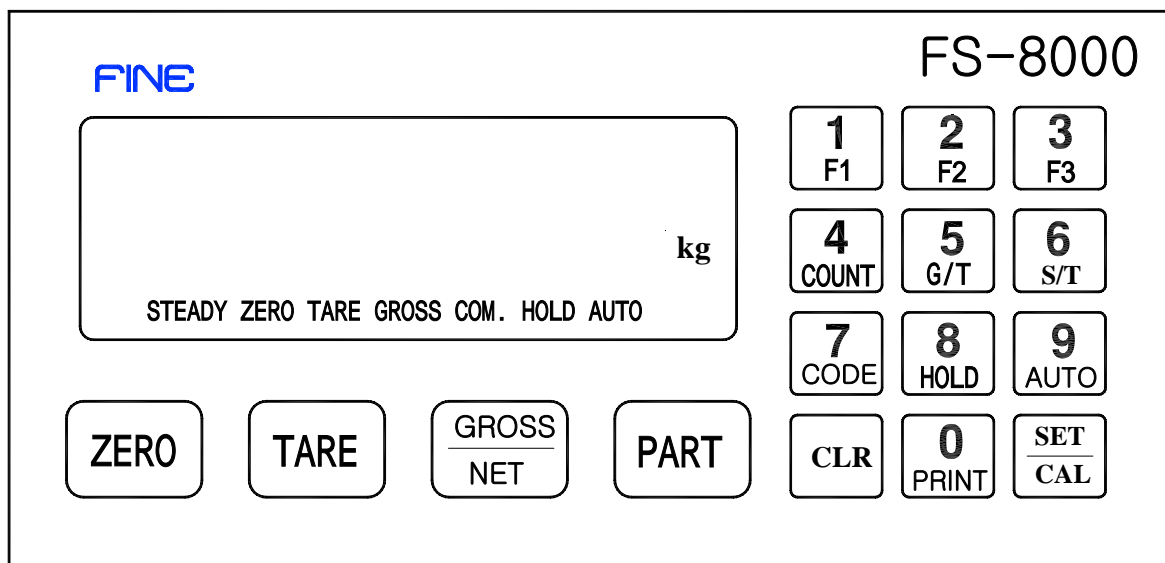 FINE
FS-8000
kg
STEADY ZERO TARE GROSS COM. HOLD AUTO
1 2 3
F1 F2 F3
4 5 6
COUNT G/T S/T
7 8 9
CODE HOLD AUTO
ZERO TARE GROSS PART
NET
CLR 0 SET
PRINT CAL